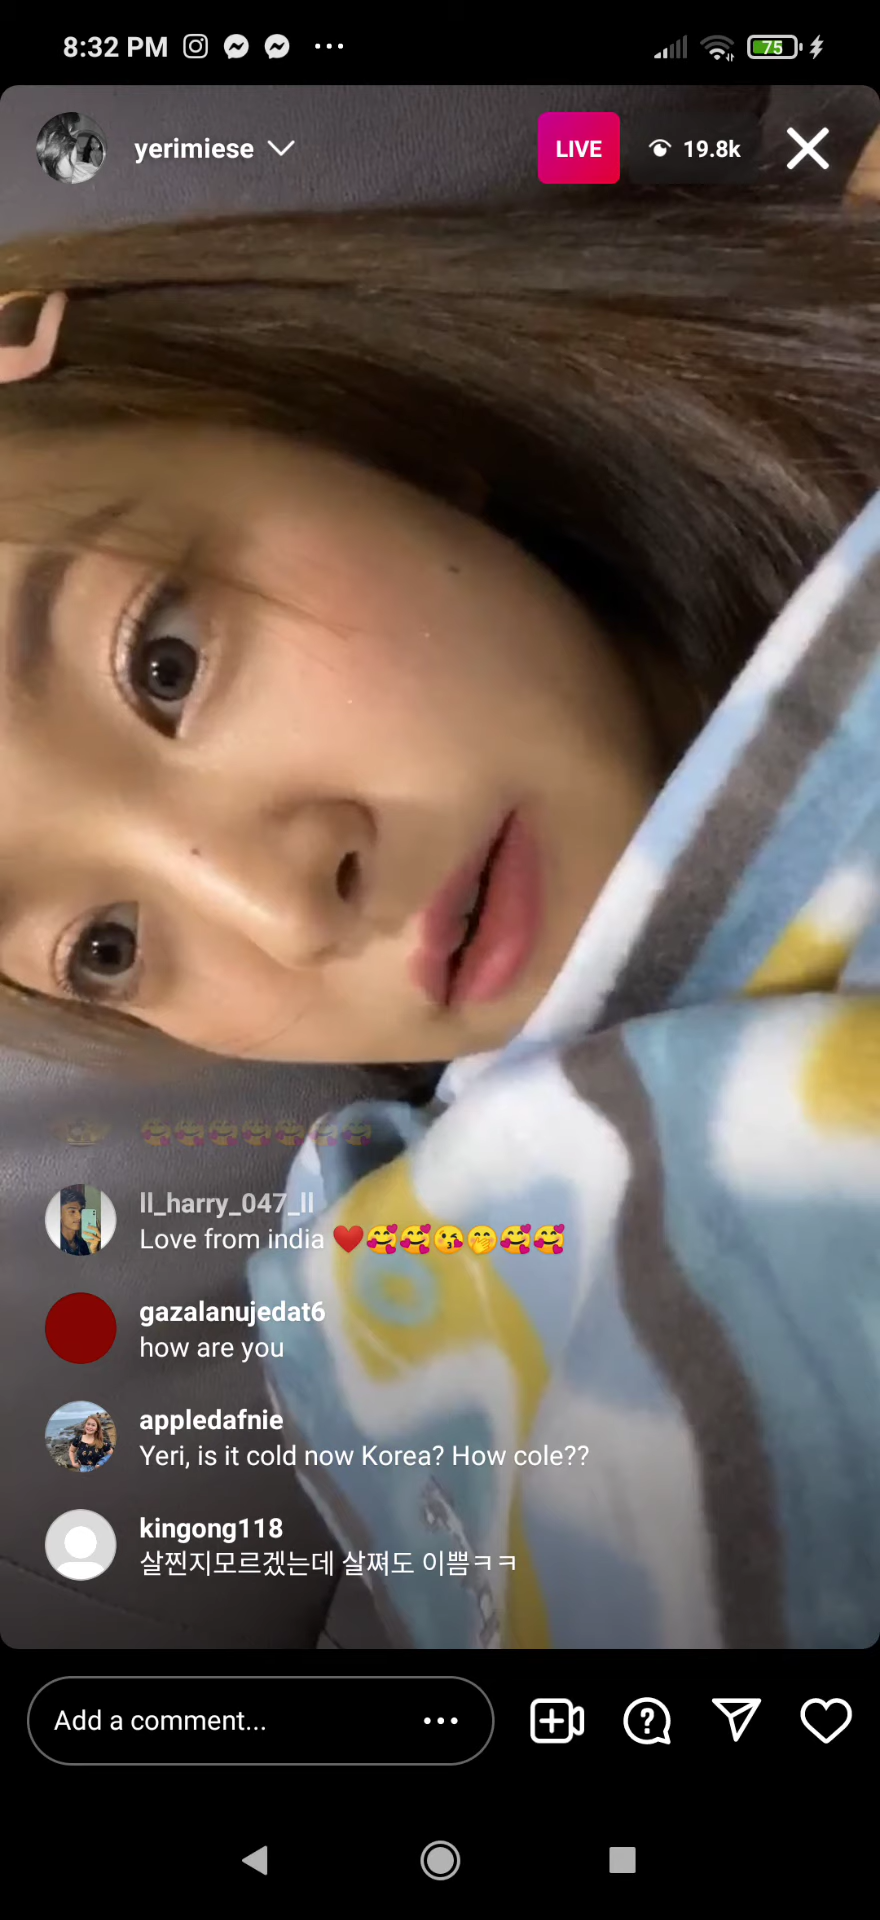 8:32 PM
75
yerimiese
LIVE
19.8k
ll_harry_047_ll
Love from india ❤️🥰🥰😘🤭🥰🥰
gazalanujedat6
how are you
appledafnie
Yeri, is it cold now Korea? How cole??
kingong118
살찐지모르겠는데 살쪄도 이쁨ㅋㅋ
Add a comment...